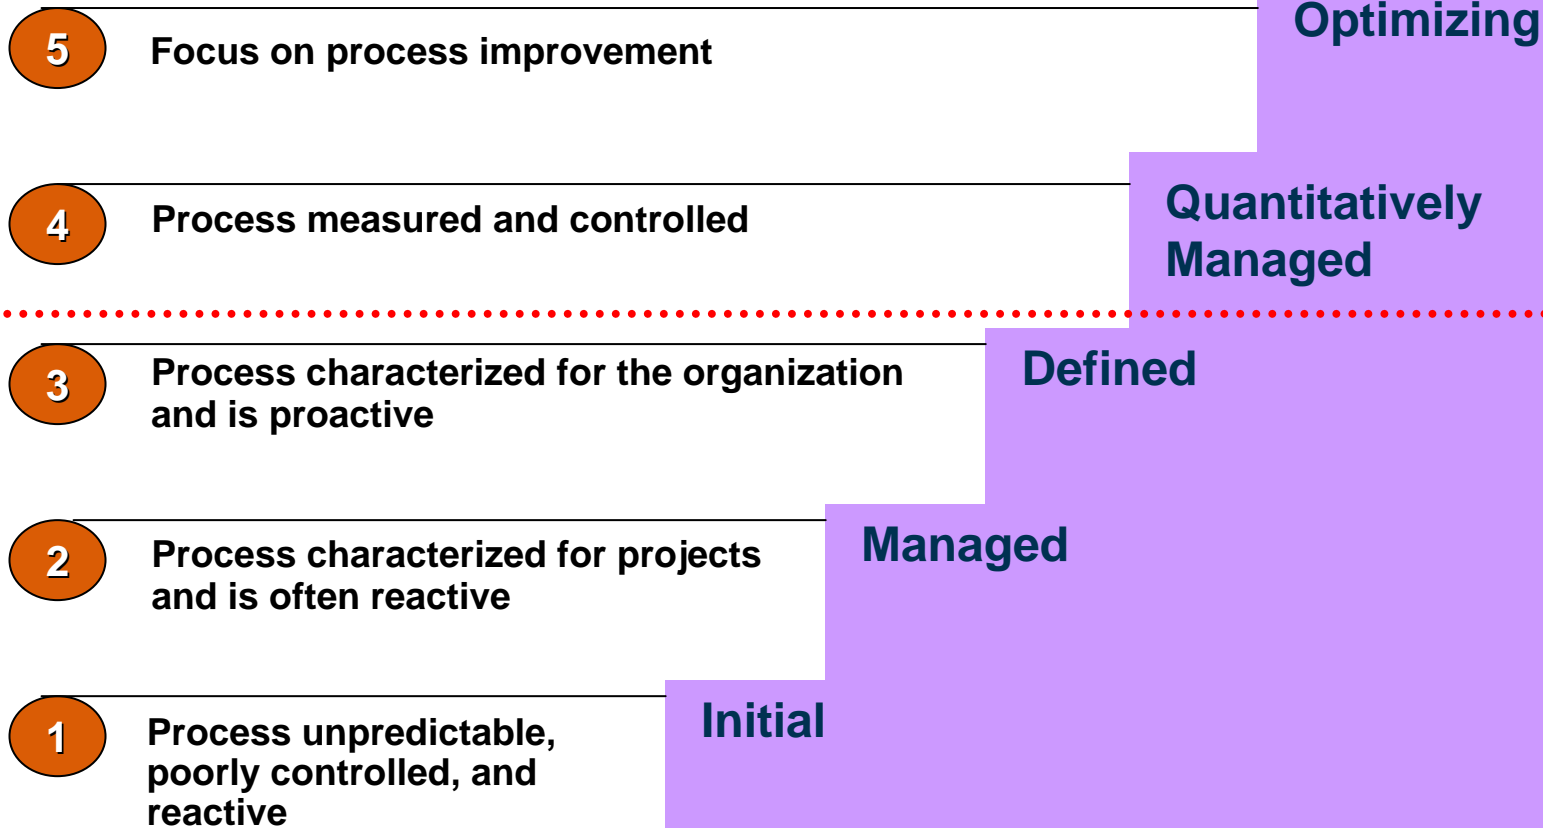 Optimizing
5
Focus on process improvement
4
Process measured and controlled
Quantitatively
Managed
3
Process characterized for the organization
and is proactive
Defined
2
Process characterized for projects
and is often reactive
Managed
1
Process unpredictable,
poorly controlled, and
reactive
Initial